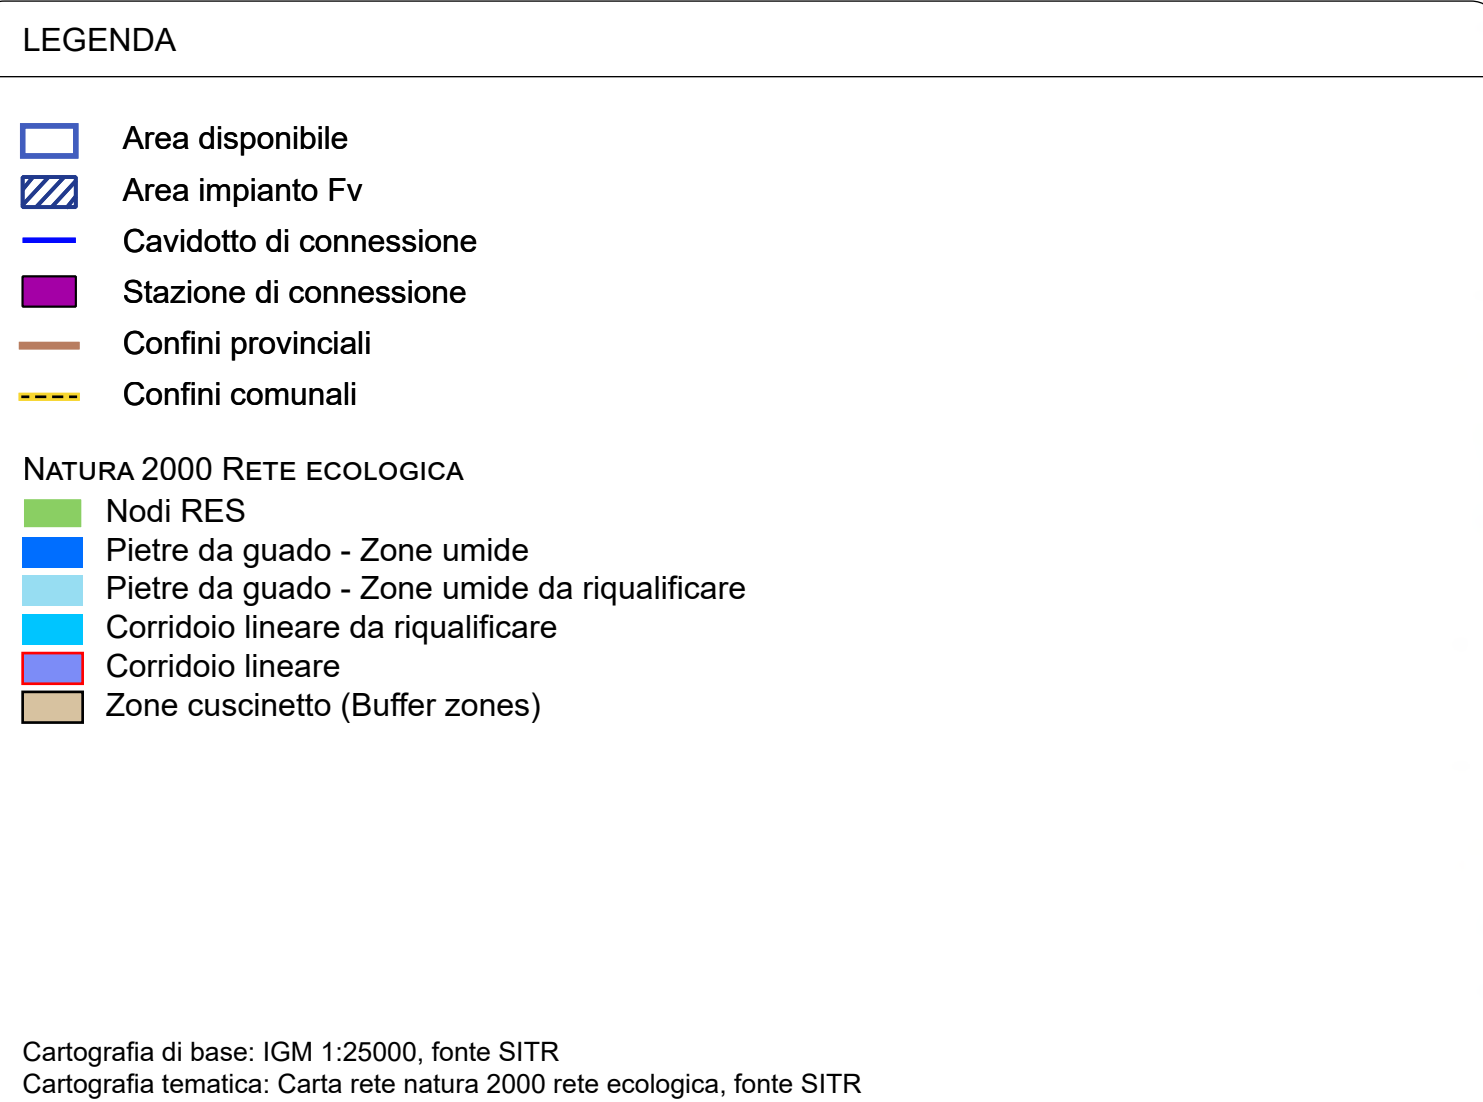 LEGENDA
Area disponibile
Area impianto Fv
Cavidotto di connessione
Stazione di connessione
Confini provinciali
Confini comunali
NATURA 2000 RETE ECOLOGICA
Nodi RES
Pietre da guado - Zone umide
Pietre da guado - Zone umide da riqualificare
Corridoio lineare da riqualificare
Corridoio lineare
Zone cuscinetto (Buffer zones)
Cartografia di base: IGM 1:25000, fonte SITR
Cartografia tematica: Carta rete natura 2000 rete ecologica, fonte SITR